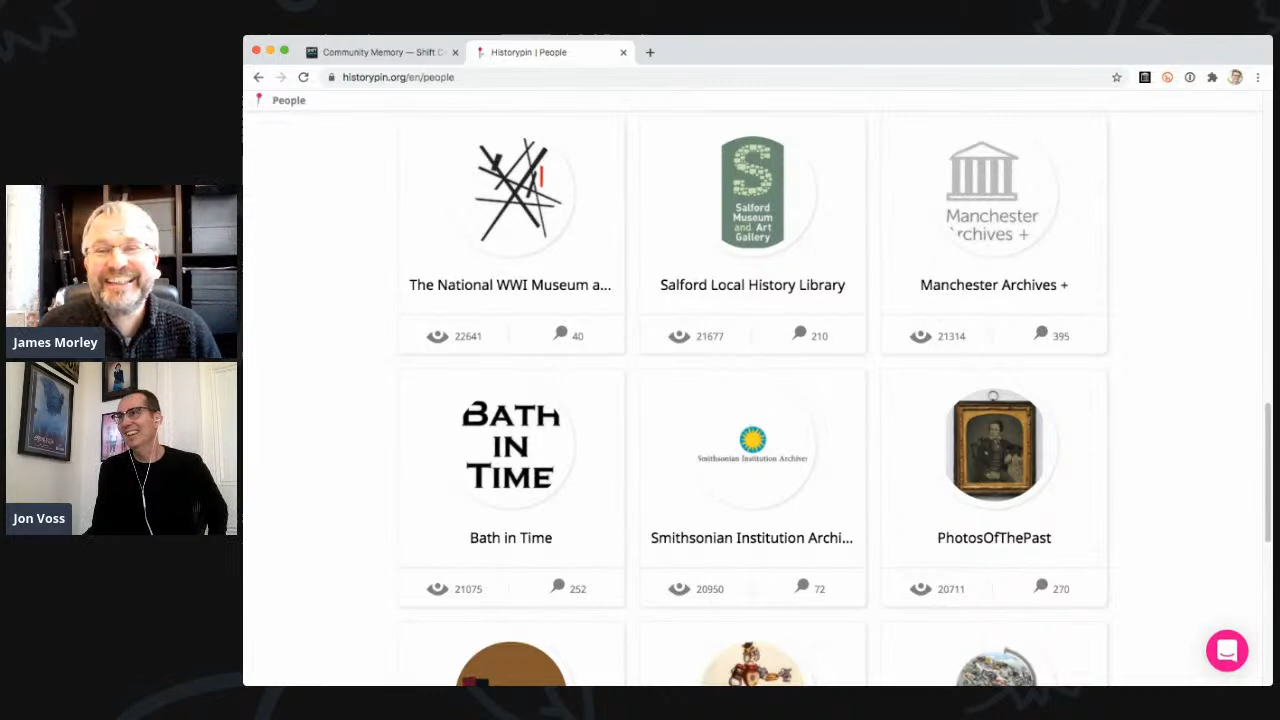 Community Memory — Shift C
Historypin | People
historypin.org/en/people
People
S
Salford
Museum
and Art
Gallery
Manchester
Archives +
The National WWI Museum a...
Salford Local History Library
Manchester Archives +
22641
40
21677
210
21314
395
James Morley
BATH
IN
TIME
Smithsonian Institution Archives
Bath in Time
Smithsonian Institution Archi...
PhotosOfThePast
Jon Voss
21075
252
20950
72
20711
270